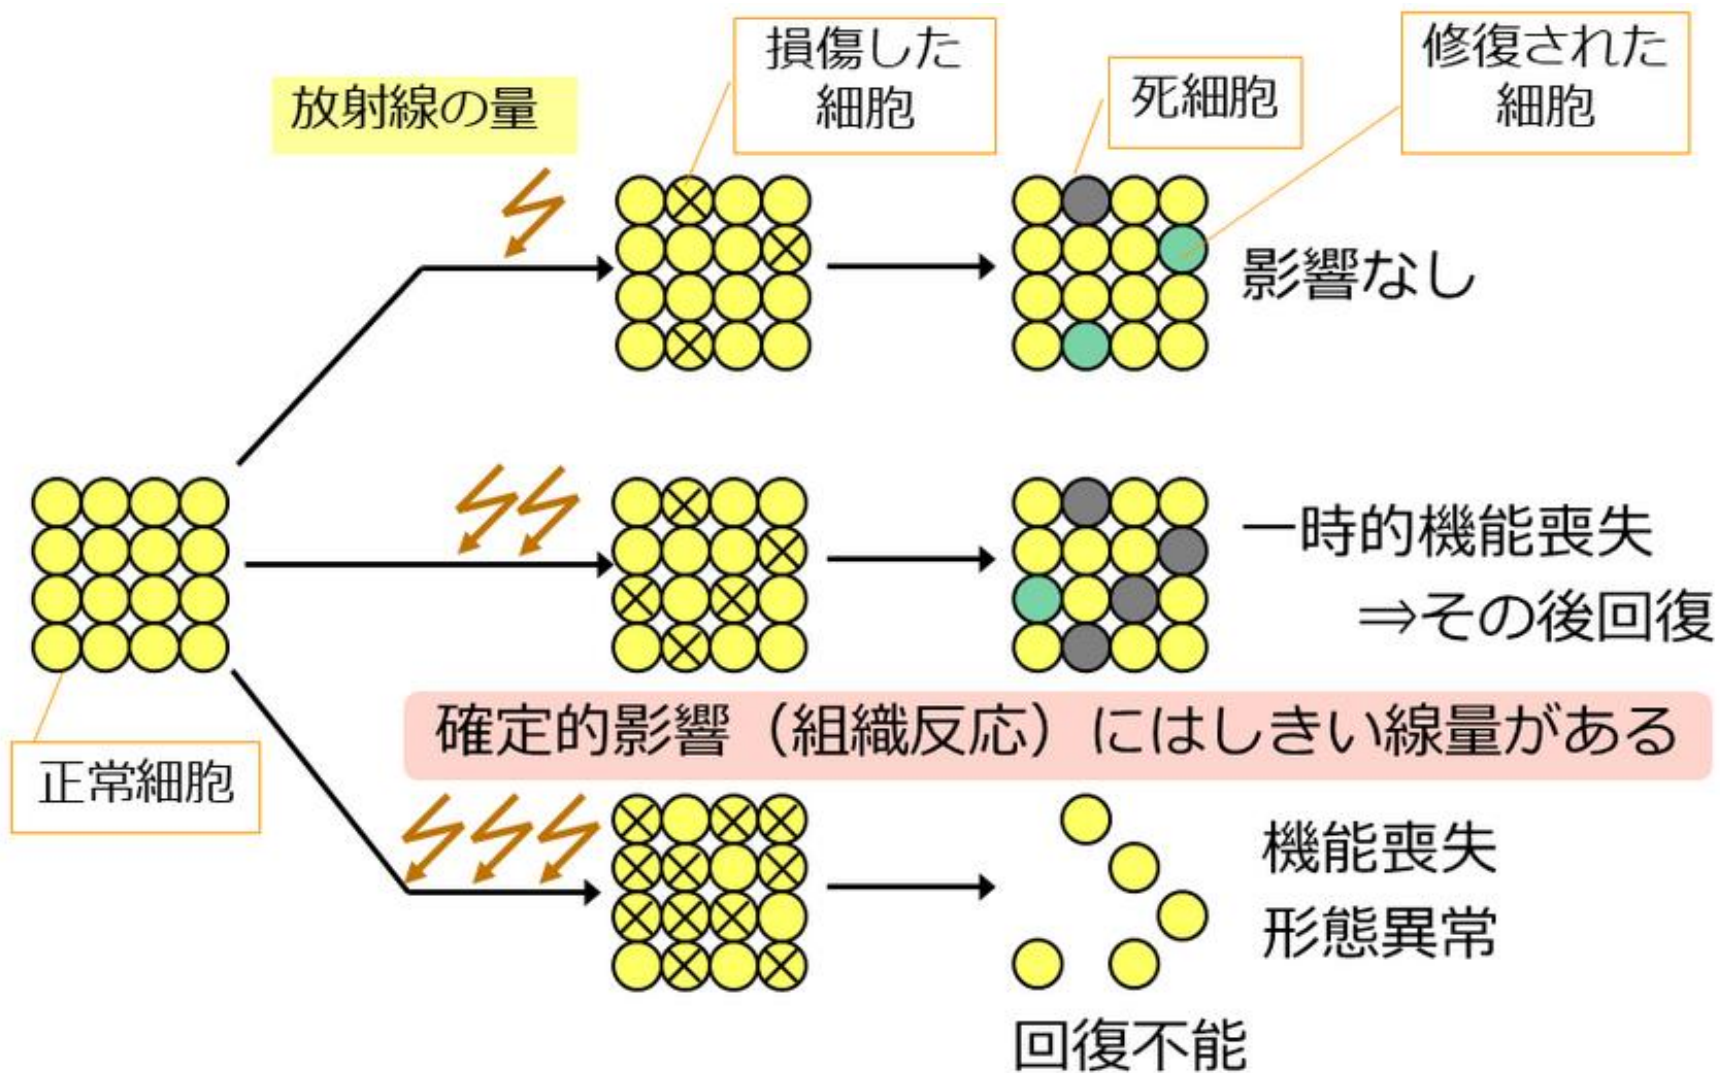 放射線の量
損傷した
細胞
死細胞
修復された
細胞
影響なし
一時的機能喪失
⇒その後回復
確定的影響（組織反応）にはしきい線量がある
正常細胞
機能喪失
形態異常
回復不能